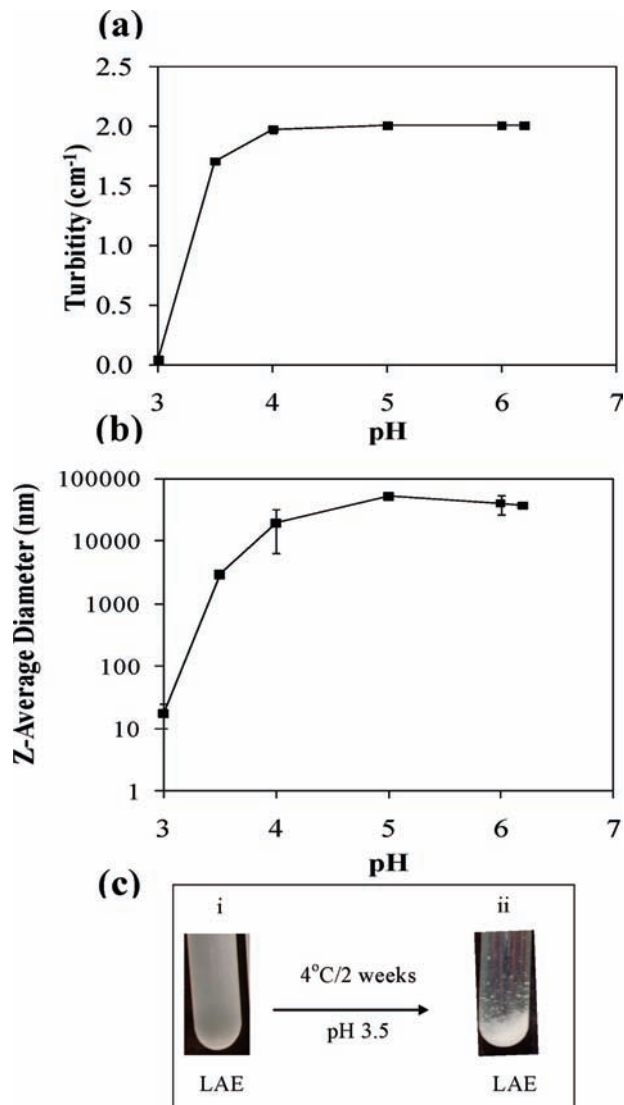 (a)
Turbitity (cm-1)
2.5
2.0
1.5
1.0
0.5
0.0
3 4 5 6 7
pH
(b)
Z-Average Diameter (nm)
100000
10000
1000
100
10
1
3 4 5 6 7
pH
(c)
i ii
4°C/2 weeks
pH 3.5
LAE LAE